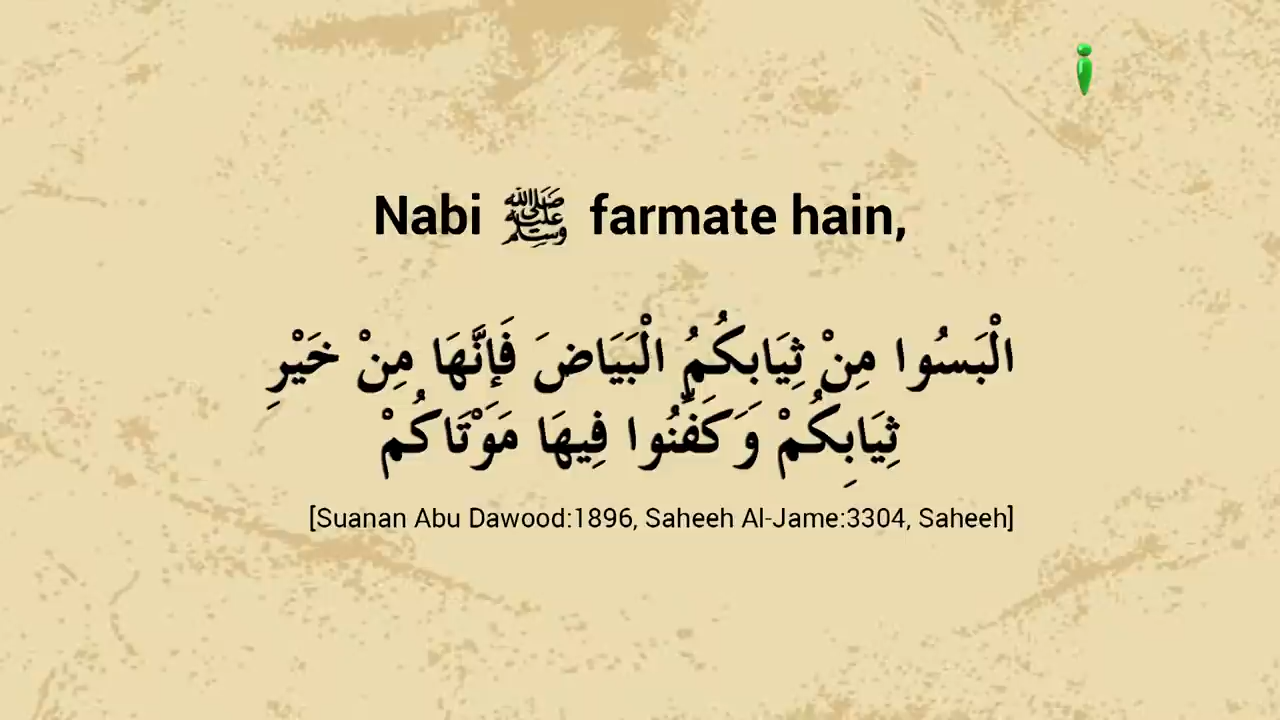 Nabi ﷺ farmate hain,
الْبَسُوا مِنْ ثِيَابِكُمُ الْبَيَاضَ فَإِنَّهَا مِنْ خَيْرِ
ثِيَابِكُمْ وَكَفِّنُوا فِيهَا مَوْتَاكُمْ
[Suanan Abu Dawood:1896, Saheeh Al-Jame:3304, Saheeh]